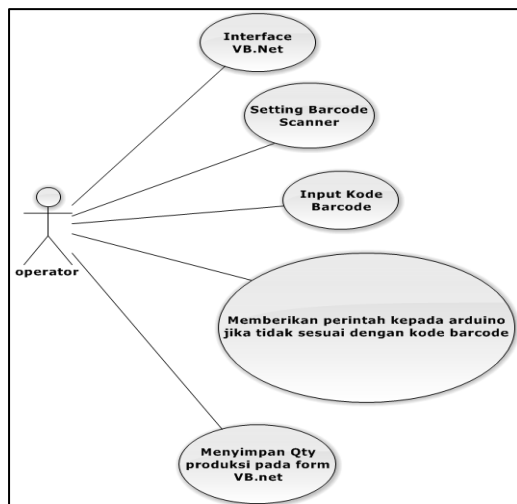 Interface
VB.Net
Setting Barcode
Scanner
Input Kode
Barcode
operator
Memberikan perintah kepada arduino
jika tidak sesuai dengan kode barcode
Menyimpan Qty
produksi pada form
VB.net